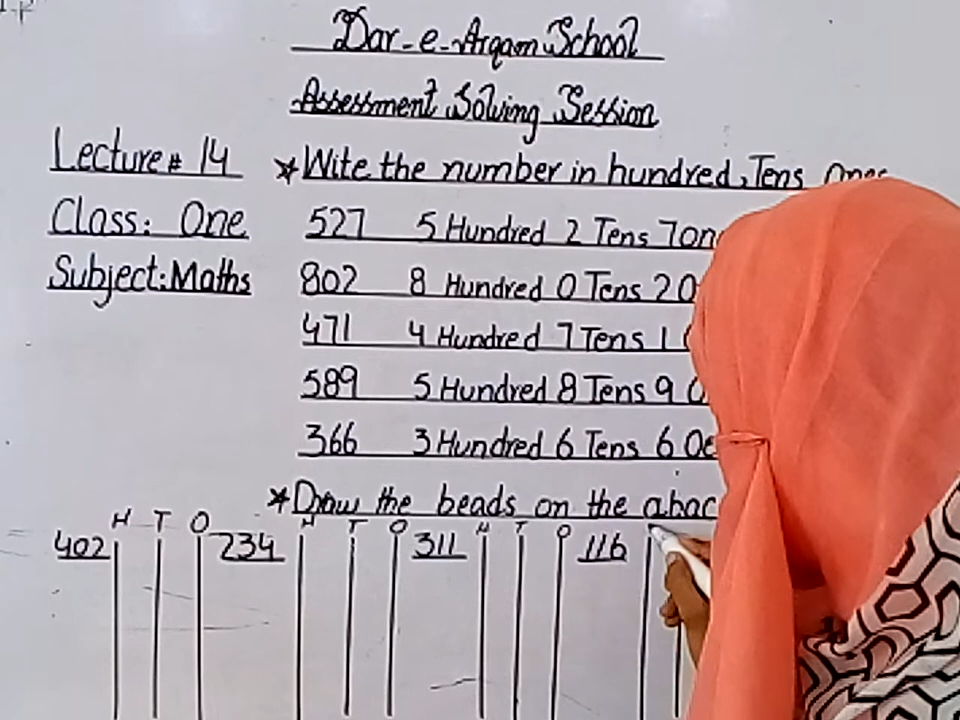 Dar-e-Arqam School
Assessment Solving Session
Lecture # 14
Class: One
Subject: Maths
* Wite the number in hundred, Tens Ones
527 5 Hundred 2 Tens 7 On
802 8 Hundred 0 Tens 2 O
471 4 Hundred 7 Tens 1
589 5 Hundred 8 Tens 9 O
366 3 Hundred 6 Tens 6 O
* Draw the beads on the abac
H T O H T O H T O
402 234 311 116